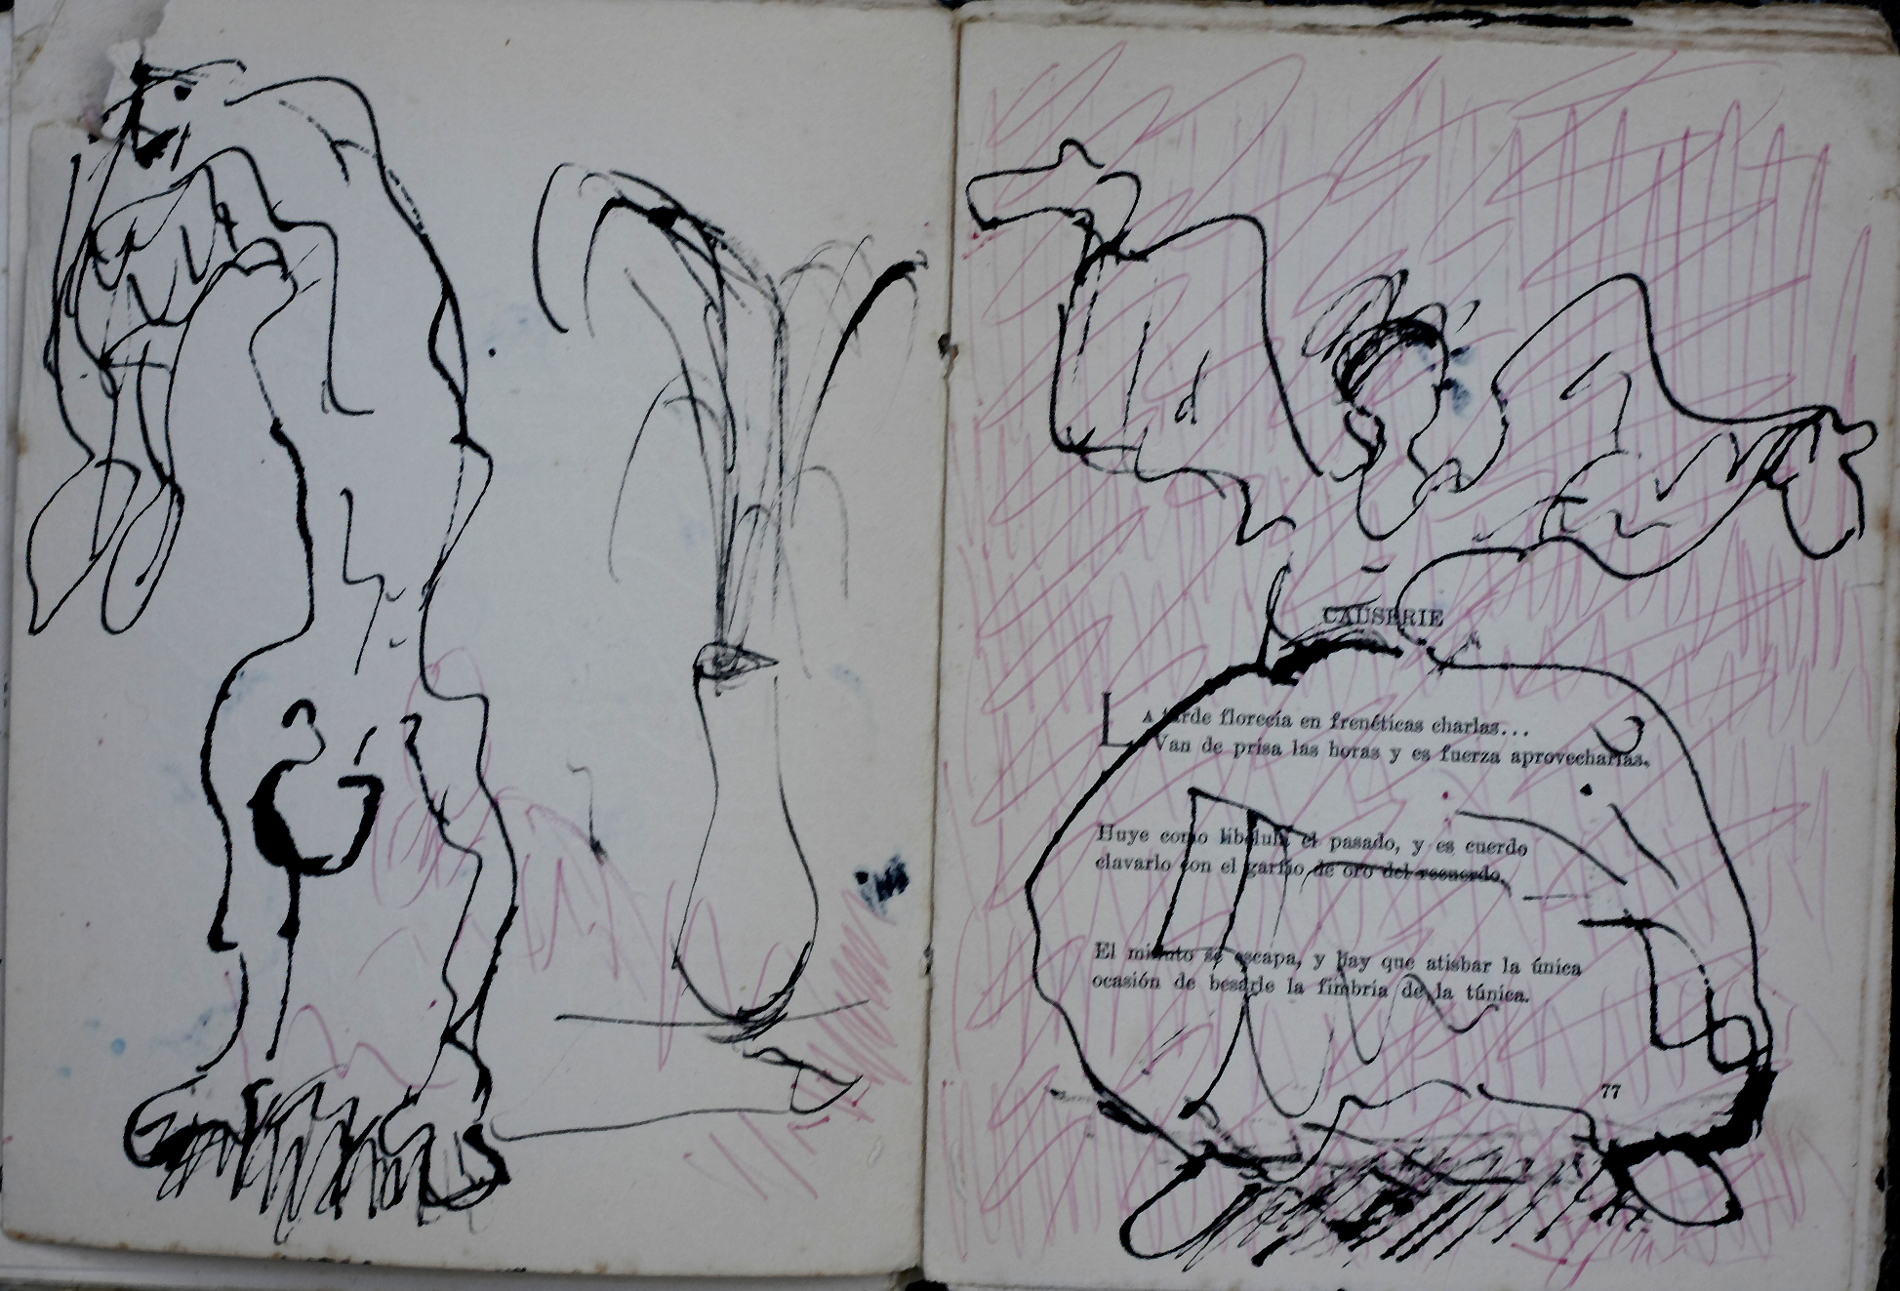 CAUSERIE
LA tarde florecía en frenéticas charlas...
Van de prisa las horas y es fuerza aprovecharlas.
Huye como libélula el pasado, y es cuerdo
clavarlo con el garfio de oro del recuerdo.
El minuto se escapa, y hay que atisbar la única
ocasión de besarle la fimbria de la túnica.
77